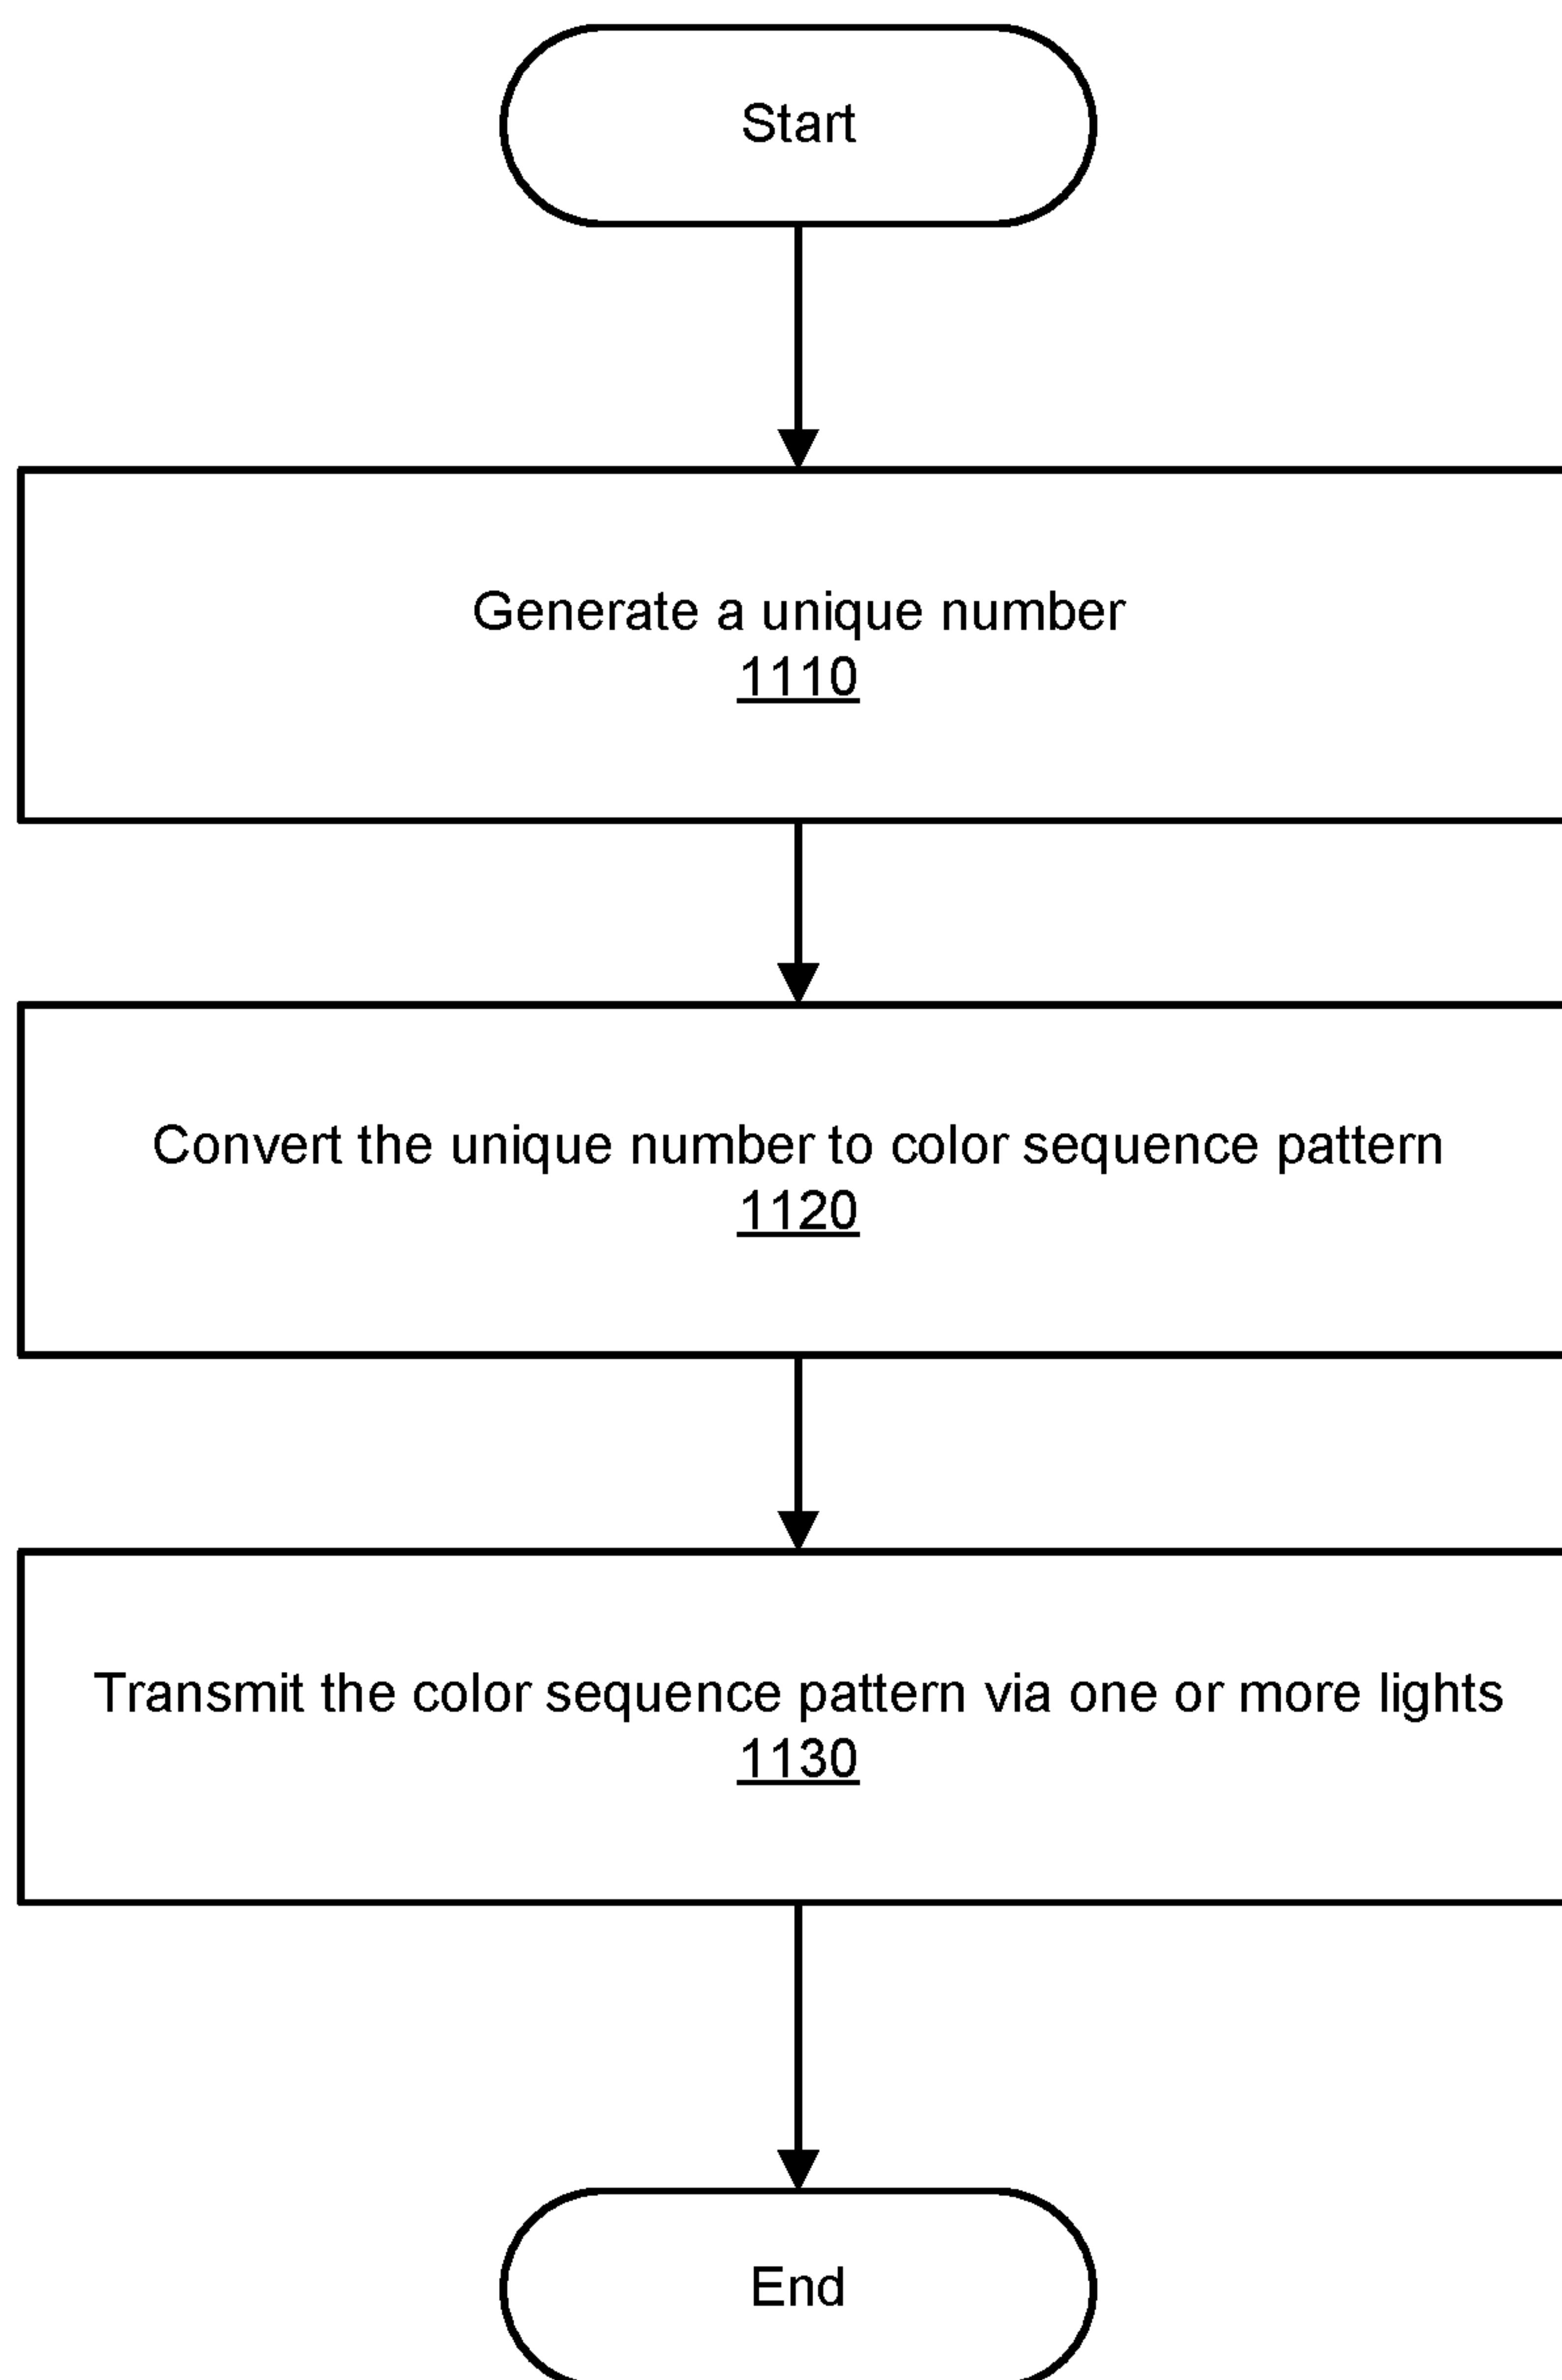 Start
Generate a unique number
1110
Convert the unique number to color sequence pattern
1120
Transmit the color sequence pattern via one or more lights
1130
End